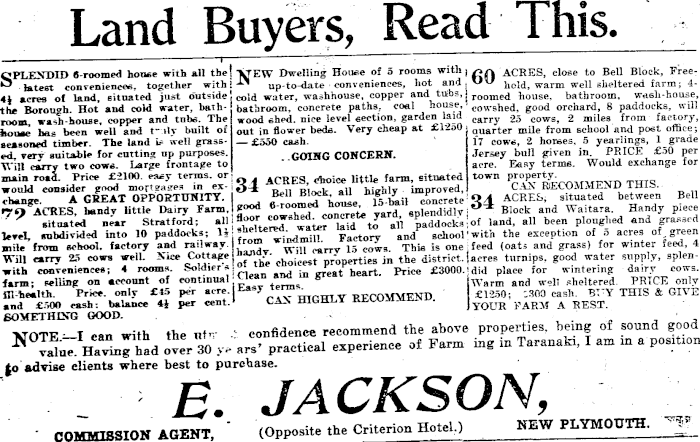 Land Buyers, Read This.
SPLENDID 6-roomed house with all the
latest conveniences, together with
4½ acres of land, situated just outside
the Borough. Hot and cold water, bath-
room, wash-house, copper and tubs. The
house has been well and truly built of
seasoned timber. The land is well grass-
ed, very suitable for cutting up purposes.
Will carry two cows. Large frontage to
main road. Price £2100, easy terms, or
would consider good mortgages in ex-
change. A GREAT OPPORTUNITY.
72 ACRES, handy little Dairy Farm,
situated near Stratford; all
level, subdivided into 10 paddocks; 1½
mile from school, factory and railway.
Will carry 25 cows well. Nice Cottage
with conveniences; 4 rooms. Soldier's
farm; selling on account of continual
ill-health. Price, only £45 per acre,
and £500 cash; balance 4½ per cent.
SOMETHING GOOD.
NEW Dwelling House of 5 rooms with
up-to-date conveniences, hot and
cold water, washhouse, copper and tubs,
bathroom, concrete paths, coal house,
wood shed, nice level section, garden laid
out in flower beds. Very cheap at £1250
— £550 cash.
GOING CONCERN.
34 ACRES, choice little farm, situated
Bell Block, all highly improved,
good 6-roomed house, 15-bail concrete
floor cowshed, concrete yard, splendidly
sheltered, water laid to all paddocks
from windmill. Factory and school
handy. Will carry 15 cows. This is one
of the choicest properties in the district.
Clean and in great heart. Price £3000.
Easy terms.
CAN HIGHLY RECOMMEND.
60 ACRES, close to Bell Block, Free-
hold, warm well sheltered farm; 4-
roomed house, bathroom, wash-house,
cowshed, good orchard, 8 paddocks, will
carry 25 cows, 2 miles from factory,
quarter mile from school and post office;
17 cows, 2 horses, 5 yearlings, 1 grade
Jersey bull given in. PRICE £50 per
acre. Easy terms. Would exchange for
town property.
CAN RECOMMEND THIS.
34 ACRES, situated between Bell
Block and Waitara. Handy piece
of land, all been ploughed and grassed
with the exception of 5 acres of green
feed (oats and grass) for winter feed, 4
acres turnips, good water supply, splen-
did place for wintering dairy cows.
Warm and well sheltered. PRICE only
£1250; £300 cash. BUY THIS & GIVE
YOUR FARM A REST.
NOTE.—I can with the confidence recommend the above properties, being of sound good
value. Having had over 30 years' practical experience of Farming in Taranaki, I am in a position
to advise clients where best to purchase.
E. JACKSON,
COMMISSION AGENT, (Opposite the Criterion Hotel.) NEW PLYMOUTH.